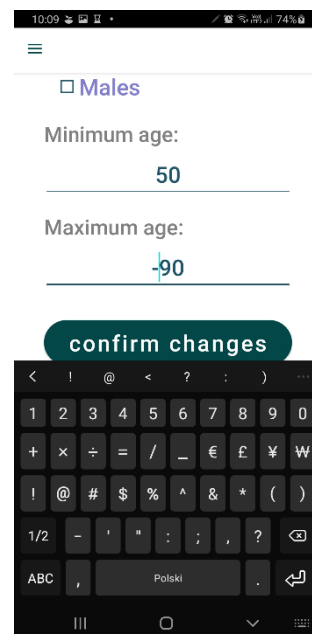 10:09 74%
Males
Minimum age:
50
Maximum age:
-90
confirm changes
! @ < ? : )
1 2 3 4 5 6 7 8 9 0
+ × ÷ = / _ € £ ¥ ₩
! @ # $ % ^ & * ( )
1/2 - ' " : ; , ?
ABC , Polski .